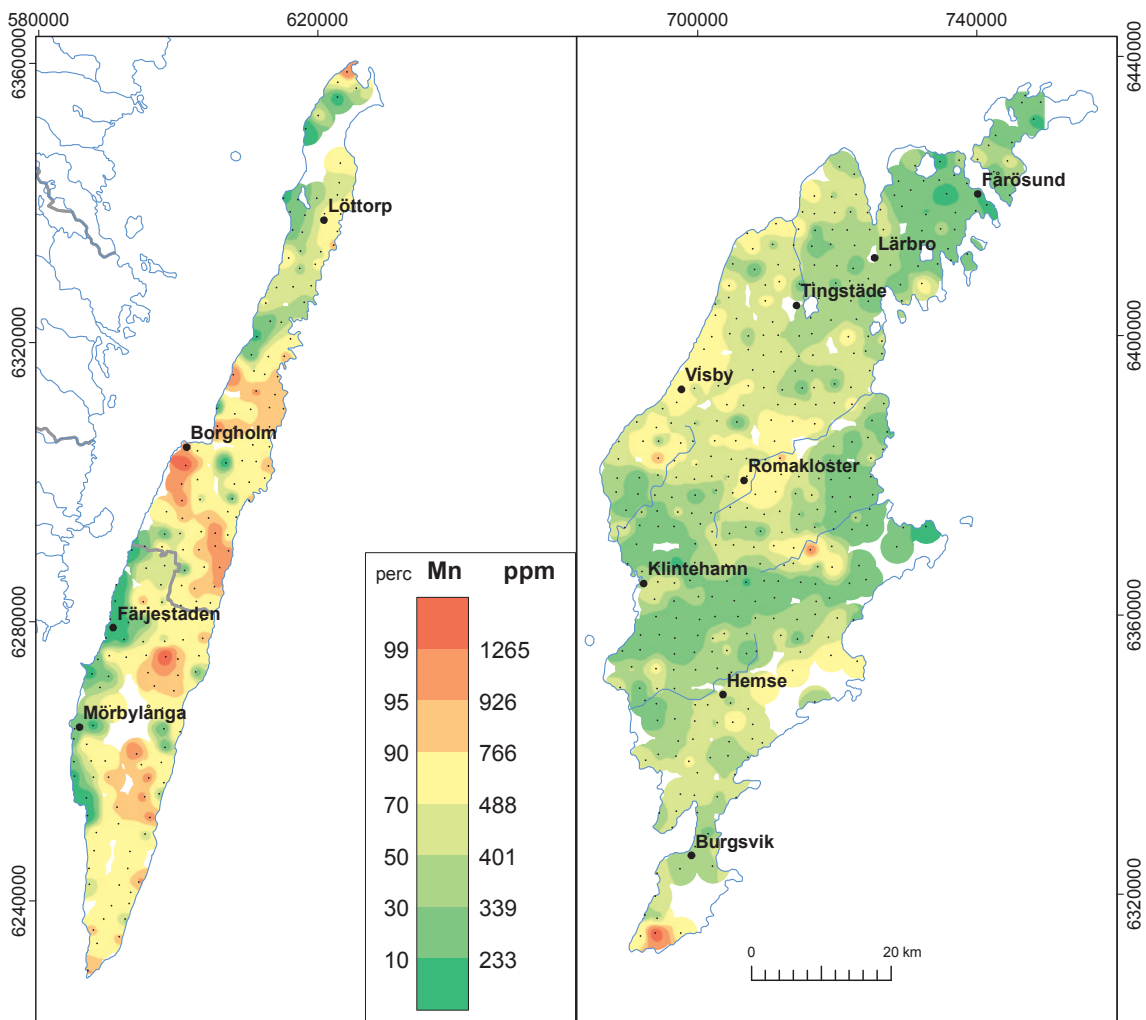 580000
620000
700000
740000
6360000
6320000
6280000
6240000
6440000
6400000
6360000
6320000
Löttorp
Borgholm
Färjestaden
Mörbylånga
Fårösund
Lärbro
Tingstäde
Visby
Romakloster
Klintehamn
Hemse
Burgsvik
perc Mn ppm
99 1265
95 926
90 766
70 488
50 401
30 339
10 233
0 20 km